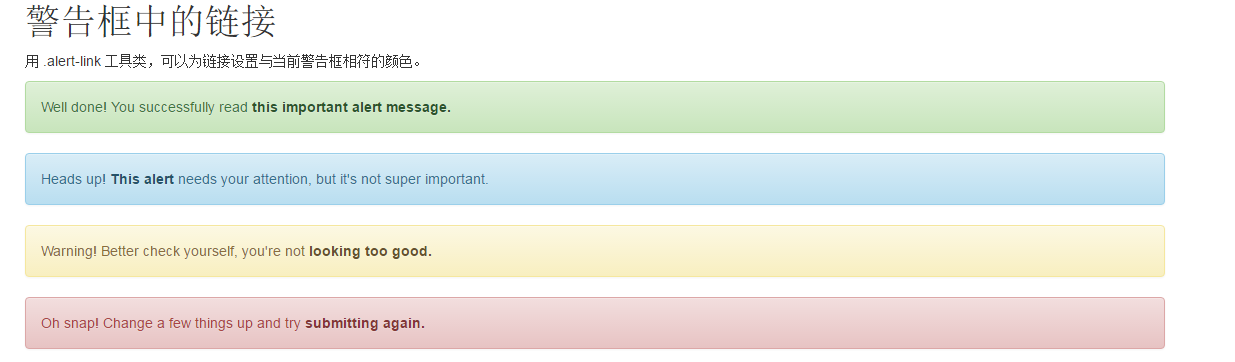 警告框中的链接
用 .alert-link 工具类，可以为链接设置与当前警告框相符的颜色。
Well done! You successfully read this important alert message.
Heads up! This alert needs your attention, but it's not super important.
Warning! Better check yourself, you're not looking too good.
Oh snap! Change a few things up and try submitting again.